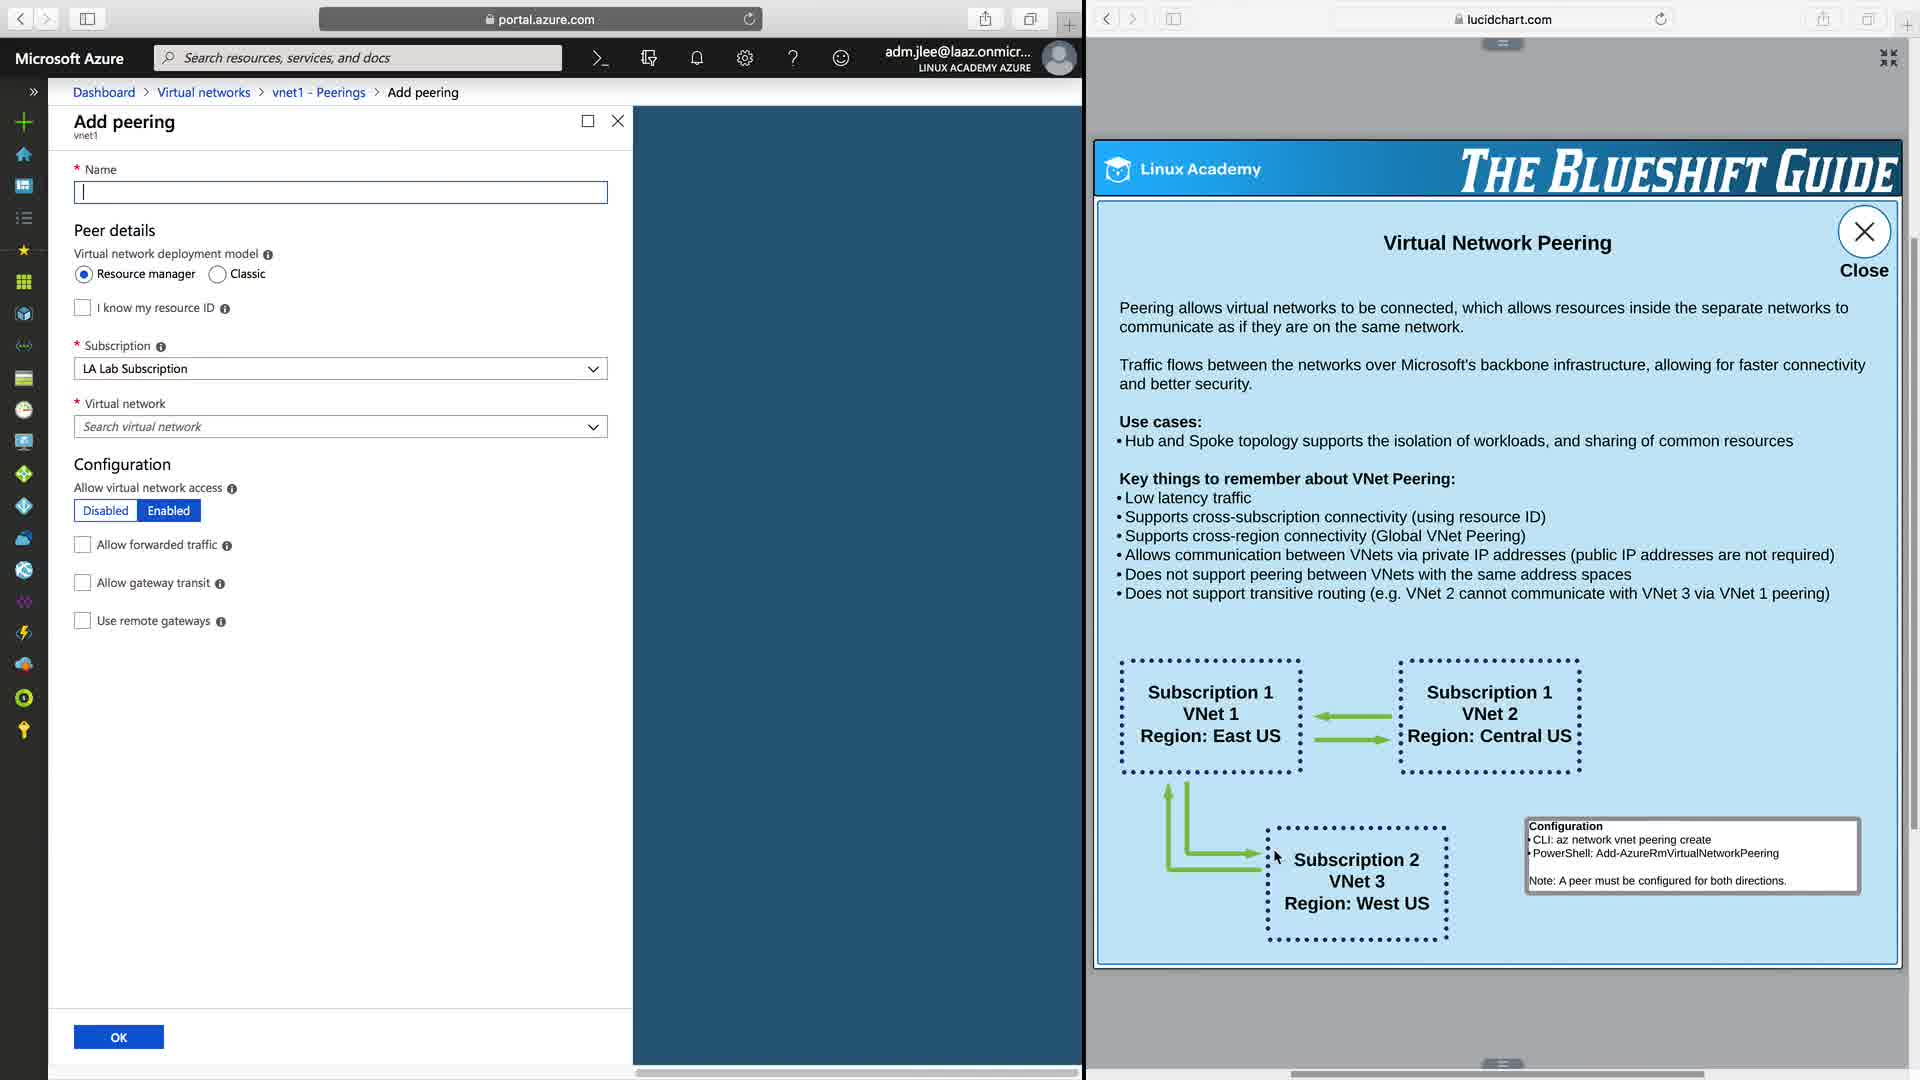 portal.azure.com
Microsoft Azure
Search resources, services, and docs
adm.jlee@laaz.onmicr...
LINUX ACADEMY AZURE
Dashboard > Virtual networks > vnet1 - Peerings > Add peering
Add peering
vnet1
* Name
Peer details
Virtual network deployment model
Resource manager
Classic
I know my resource ID
* Subscription
LA Lab Subscription
* Virtual network
Search virtual network
Configuration
Allow virtual network access
Disabled
Enabled
Allow forwarded traffic
Allow gateway transit
Use remote gateways
OK
lucidchart.com
Linux Academy
THE BLUESHIFT GUIDE
Virtual Network Peering
Close
Peering allows virtual networks to be connected, which allows resources inside the separate networks to
communicate as if they are on the same network.
Traffic flows between the networks over Microsoft's backbone infrastructure, allowing for faster connectivity
and better security.
Use cases:
• Hub and Spoke topology supports the isolation of workloads, and sharing of common resources
Key things to remember about VNet Peering:
• Low latency traffic
• Supports cross-subscription connectivity (using resource ID)
• Supports cross-region connectivity (Global VNet Peering)
• Allows communication between VNets via private IP addresses (public IP addresses are not required)
• Does not support peering between VNets with the same address spaces
• Does not support transitive routing (e.g. VNet 2 cannot communicate with VNet 3 via VNet 1 peering)
Subscription 1
VNet 1
Region: East US
Subscription 1
VNet 2
Region: Central US
Subscription 2
VNet 3
Region: West US
Configuration
• CLI: az network vnet peering create
• PowerShell: Add-AzureRmVirtualNetworkPeering
Note: A peer must be configured for both directions.